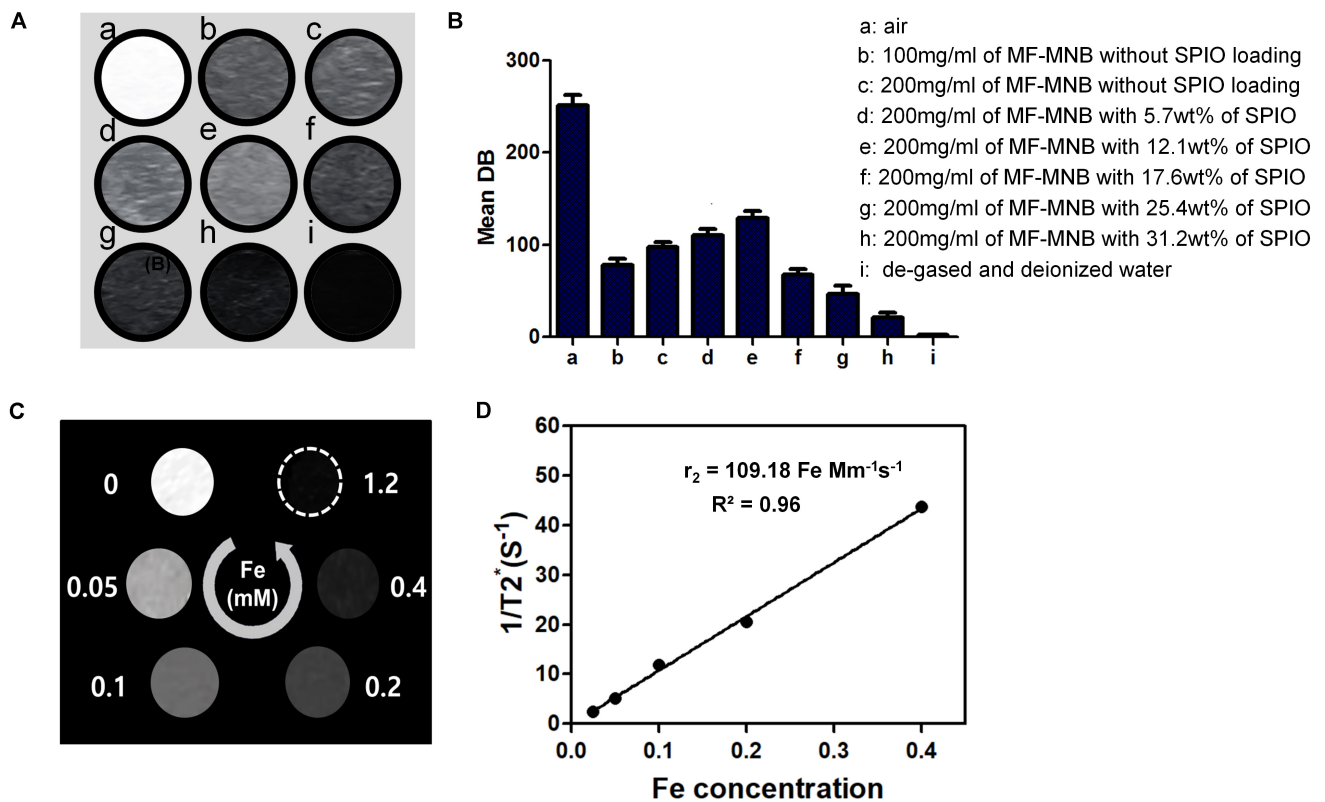 A
a b c
d e f
g h i
(B)
B
300
200
100
0
Mean DB
a b c d e f g h i
a: air
b: 100mg/ml of MF-MNB without SPIO loading
c: 200mg/ml of MF-MNB without SPIO loading
d: 200mg/ml of MF-MNB with 5.7wt% of SPIO
e: 200mg/ml of MF-MNB with 12.1wt% of SPIO
f: 200mg/ml of MF-MNB with 17.6wt% of SPIO
g: 200mg/ml of MF-MNB with 25.4wt% of SPIO
h: 200mg/ml of MF-MNB with 31.2wt% of SPIO
i: de-gased and deionized water
C
0 1.2
0.05 0.4
Fe
(mM)
0.1 0.2
D
60
50
40
30
20
10
0
1/T2*(S⁻¹)
r₂ = 109.18 Fe Mm⁻¹s⁻¹
R² = 0.96
0.0 0.1 0.2 0.3 0.4
Fe concentration